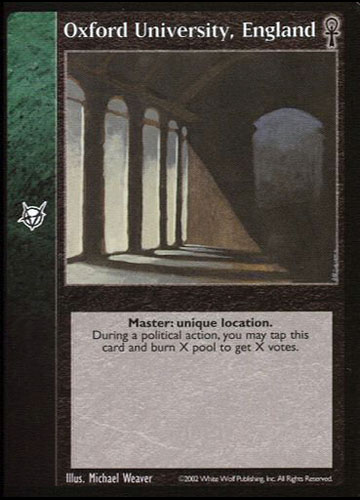 Oxford University, England
Master: unique location.
During a political action, you may tap this
card and burn X pool to get X votes.
Illus. Michael Weaver
©2002 White Wolf Publishing, Inc. All Rights Reserved.